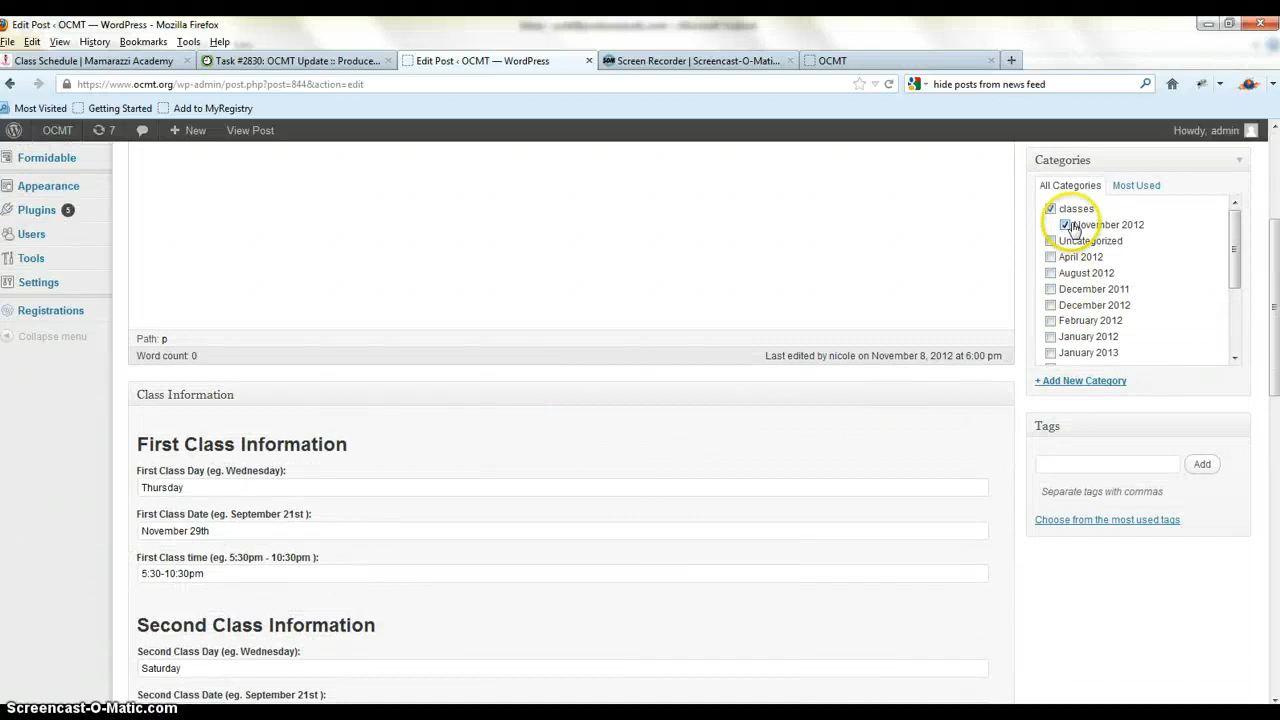 Edit Post ‹ OCMT — WordPress - Mozilla Firefox
File Edit View History Bookmarks Tools Help
Class Schedule | Mamarazzi Academy × Task #2830: OCMT Update :: Produce... × Edit Post ‹ OCMT — WordPress × Screen Recorder | Screencast-O-Mati... × OCMT × +
https://www.ocmt.org/wp-admin/post.php?post=844&action=edit hide posts from news feed
Most Visited Getting Started Add to MyRegistry
OCMT 7 + New View Post Howdy, admin
Formidable
Appearance
Plugins 5
Users
Tools
Settings
Registrations
Collapse menu
Path: p
Word count: 0 Last edited by nicole on November 8, 2012 at 6:00 pm
Class Information
First Class Information
First Class Day (eg. Wednesday):
Thursday
First Class Date (eg. September 21st ):
November 29th
First Class time (eg. 5:30pm - 10:30pm ):
5:30-10:30pm
Second Class Information
Second Class Day (eg. Wednesday):
Saturday
Second Class Date (eg. September 21st ):
Categories
All Categories Most Used
classes
November 2012
Uncategorized
April 2012
August 2012
December 2011
December 2012
February 2012
January 2012
January 2013
+ Add New Category
Tags
Add
Separate tags with commas
Choose from the most used tags
Screencast-O-Matic.com